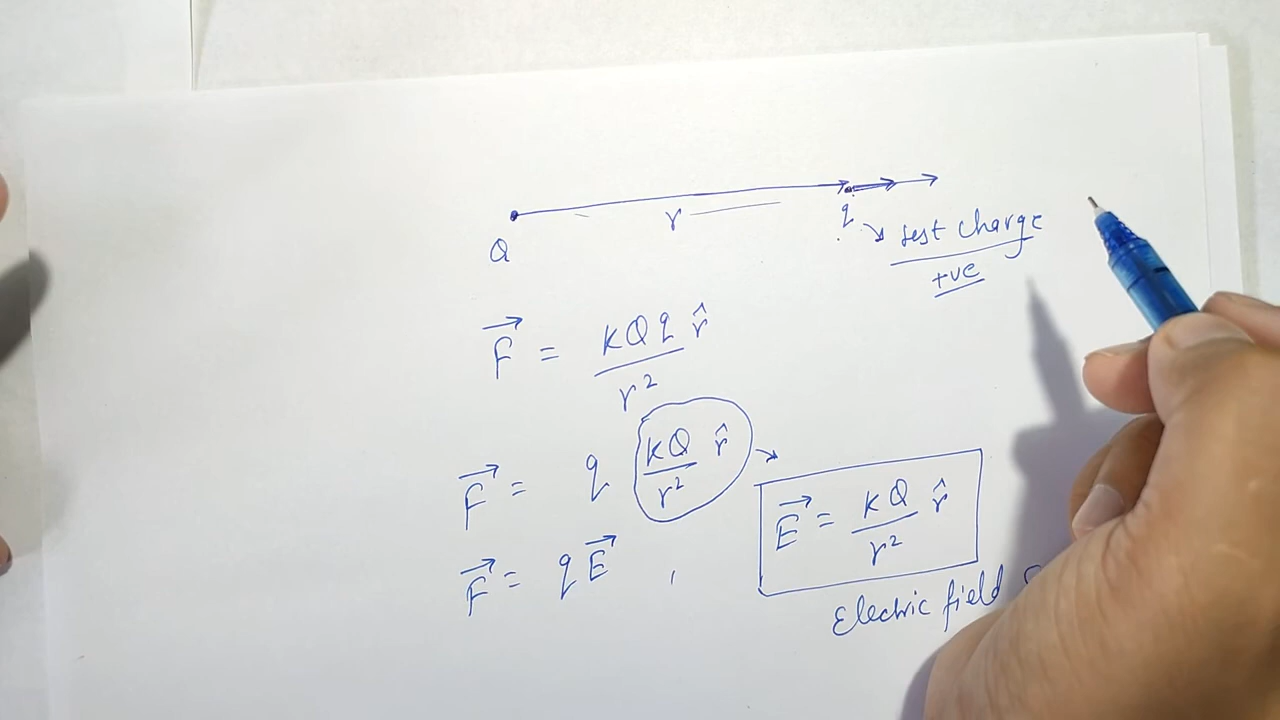 r
Q
q → test charge
+ve
F⃗ = kQq/r² r̂
F⃗ = q kQ/r² r̂ →
E⃗ = kQ/r² r̂
F⃗ = qE⃗ ,
Electric field